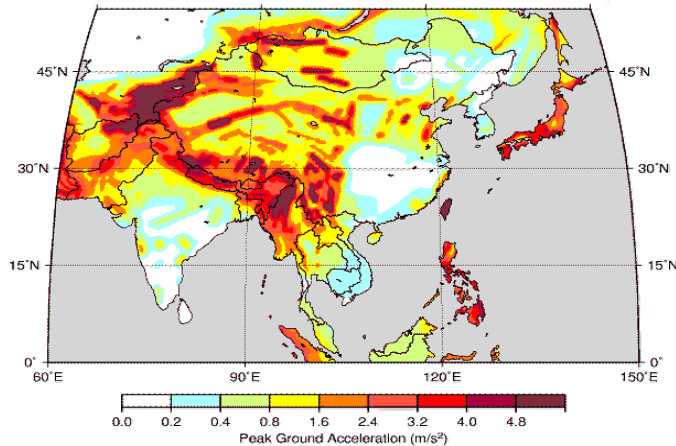 45°N 45°N
30°N 30°N
15°N 15°N
0° 0°
60°E 90°E 120°E 150°E
0.0 0.2 0.4 0.8 1.6 2.4 3.2 4.0 4.8
Peak Ground Acceleration (m/s²)